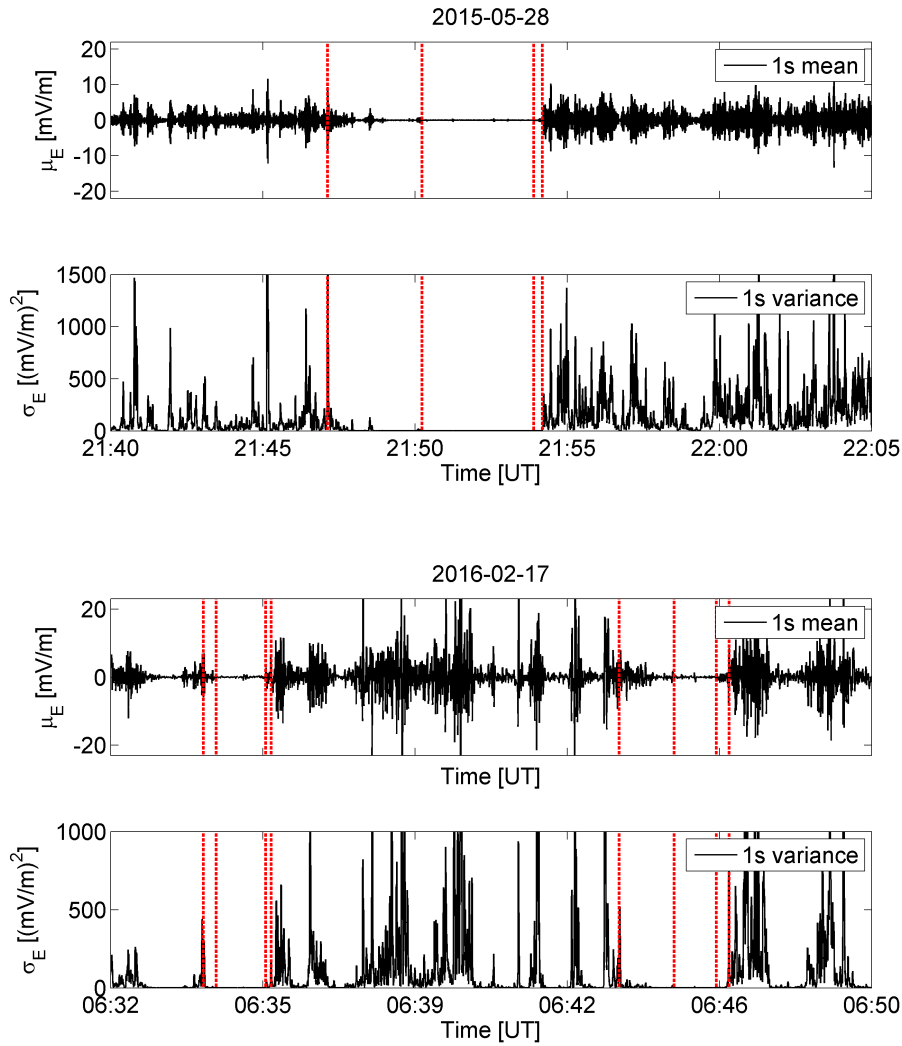 2015-05-28
μE [mV/m]
20
10
0
-10
-20
1s mean
σE [(mV/m)2]
1500
1000
500
0
1s variance
21:40 21:45 21:50 21:55 22:00 22:05
Time [UT]
2016-02-17
μE [mV/m]
20
0
-20
1s mean
Time [UT]
σE [(mV/m)2]
1000
500
0
1s variance
06:32 06:35 06:39 06:42 06:46 06:50
Time [UT]